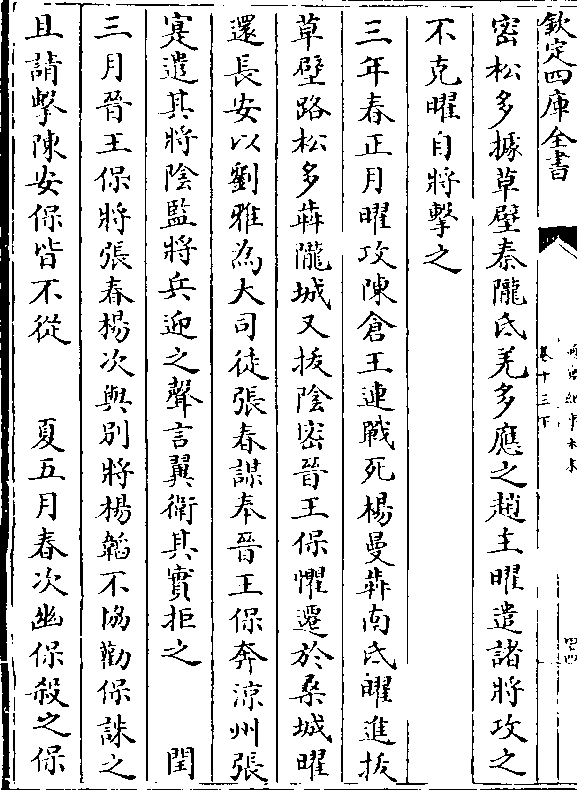 欽定四庫全書
卷十三下
密松多據草壁秦隴氐羌多應之趙主曜遣諸將攻之
不克曜自將擊之
三年春正月曜攻陳倉王連戰死楊曼犇南氐曜進拔
草壁路松多犇隴城又拔陰密晉王保懼遷於桑城曜
還長安以劉雅為大司徒張春謀奉晉王保奔涼州張
寔遣其將陰監將兵迎之聲言翼衛其實拒之　閏
三月晉王保將張春楊次與別將楊韜不協勸保誅之
且請擊陳安保皆不從　夏五月春次幽保殺之保